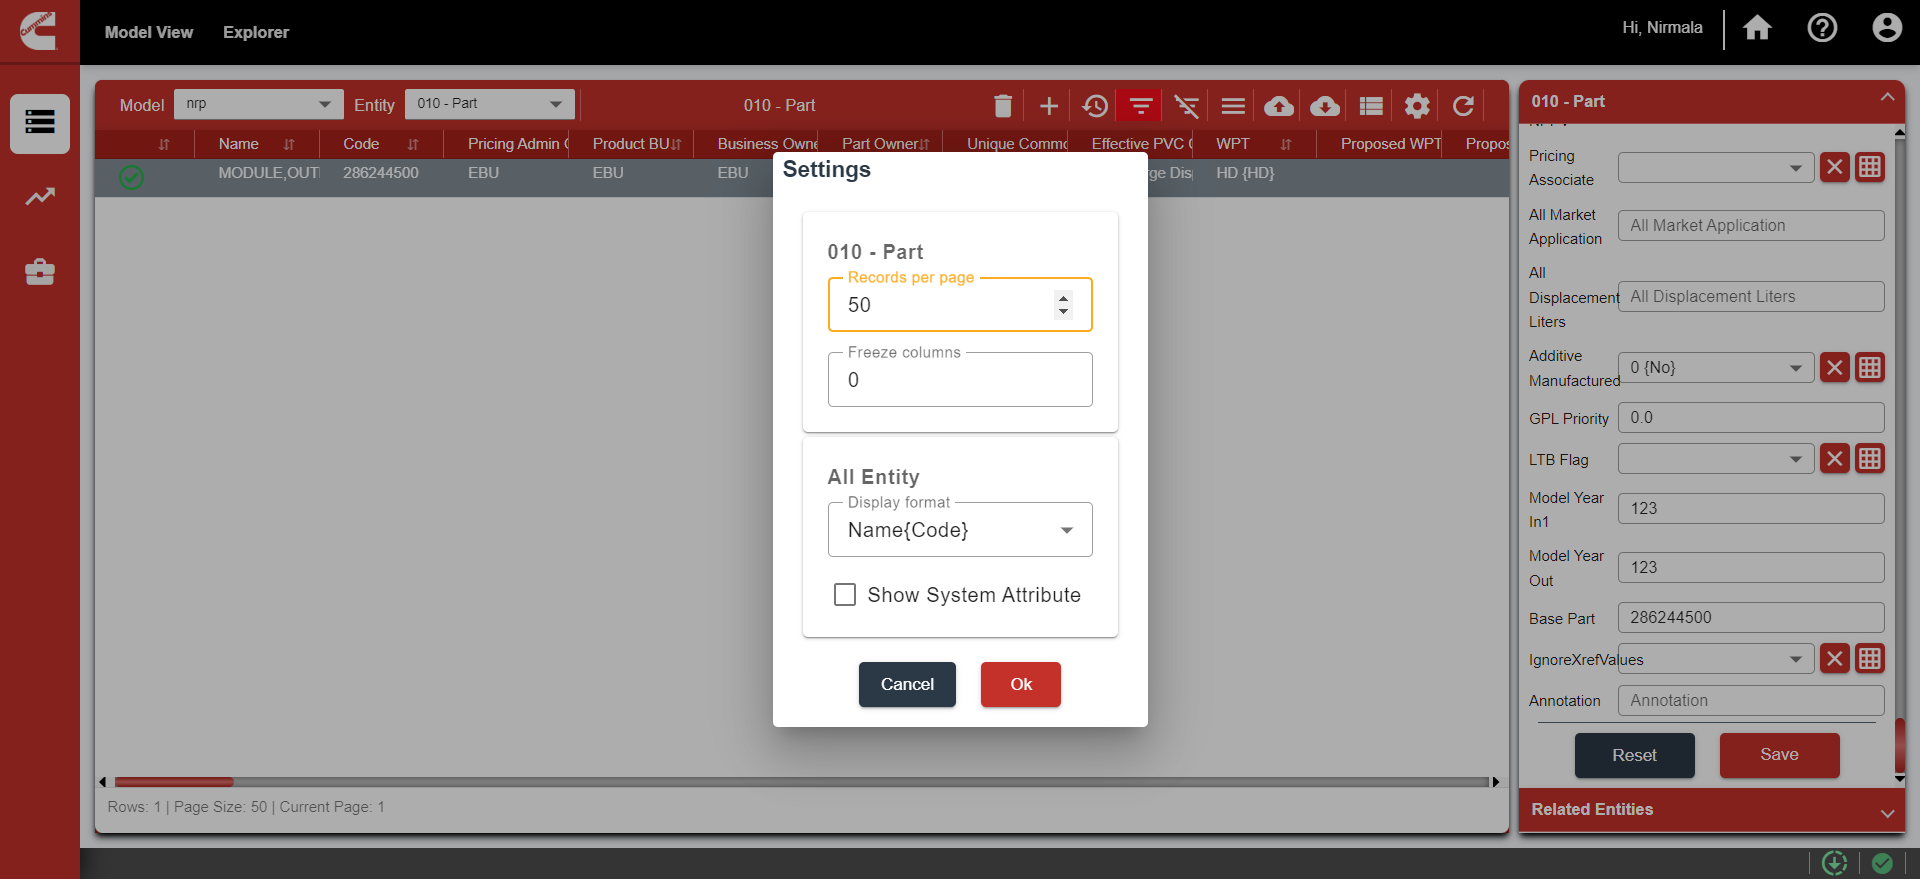 Cummins
Model View
Explorer
Hi, Nirmala
Model
nrp
Entity
010 - Part
010 - Part
Name
Code
Pricing Admin
Product BU
Business Owne
Part Owner
Unique Commo
Effective PVC
WPT
Proposed WPT
Propos
MODULE,OUT
286244500
EBU
EBU
EBU
rge Dis
HD {HD}
Settings
010 - Part
Records per page
50
Freeze columns
0
All Entity
Display format
Name{Code}
Show System Attribute
Cancel
Ok
Rows: 1 | Page Size: 50 | Current Page: 1
010 - Part
Pricing
Associate
All Market
Application
All Market Application
All
Displacement
Liters
All Displacement Liters
Additive
Manufactured
0 {No}
GPL Priority
0.0
LTB Flag
Model Year
In1
123
Model Year
Out
123
Base Part
286244500
IgnoreXrefValues
Annotation
Annotation
Reset
Save
Related Entities